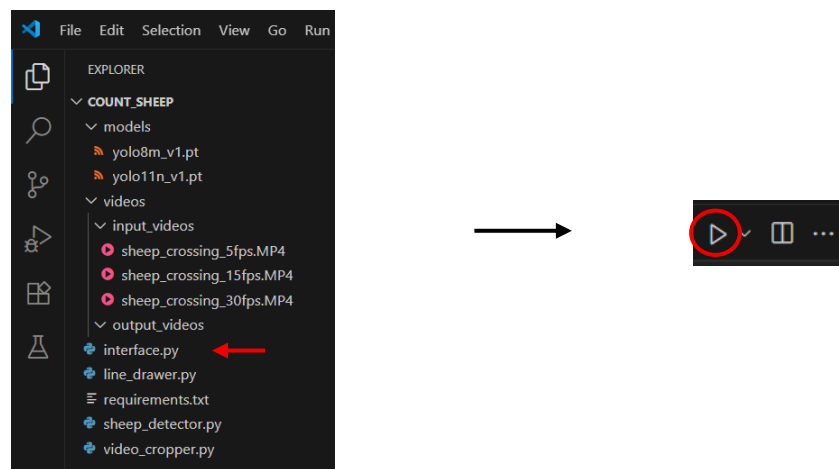 File Edit Selection View Go Run
EXPLORER
COUNT_SHEEP
models
yolo8m_v1.pt
yolo11n_v1.pt
videos
input_videos
sheep_crossing_5fps.MP4
sheep_crossing_15fps.MP4
sheep_crossing_30fps.MP4
output_videos
interface.py
line_drawer.py
requirements.txt
sheep_detector.py
video_cropper.py